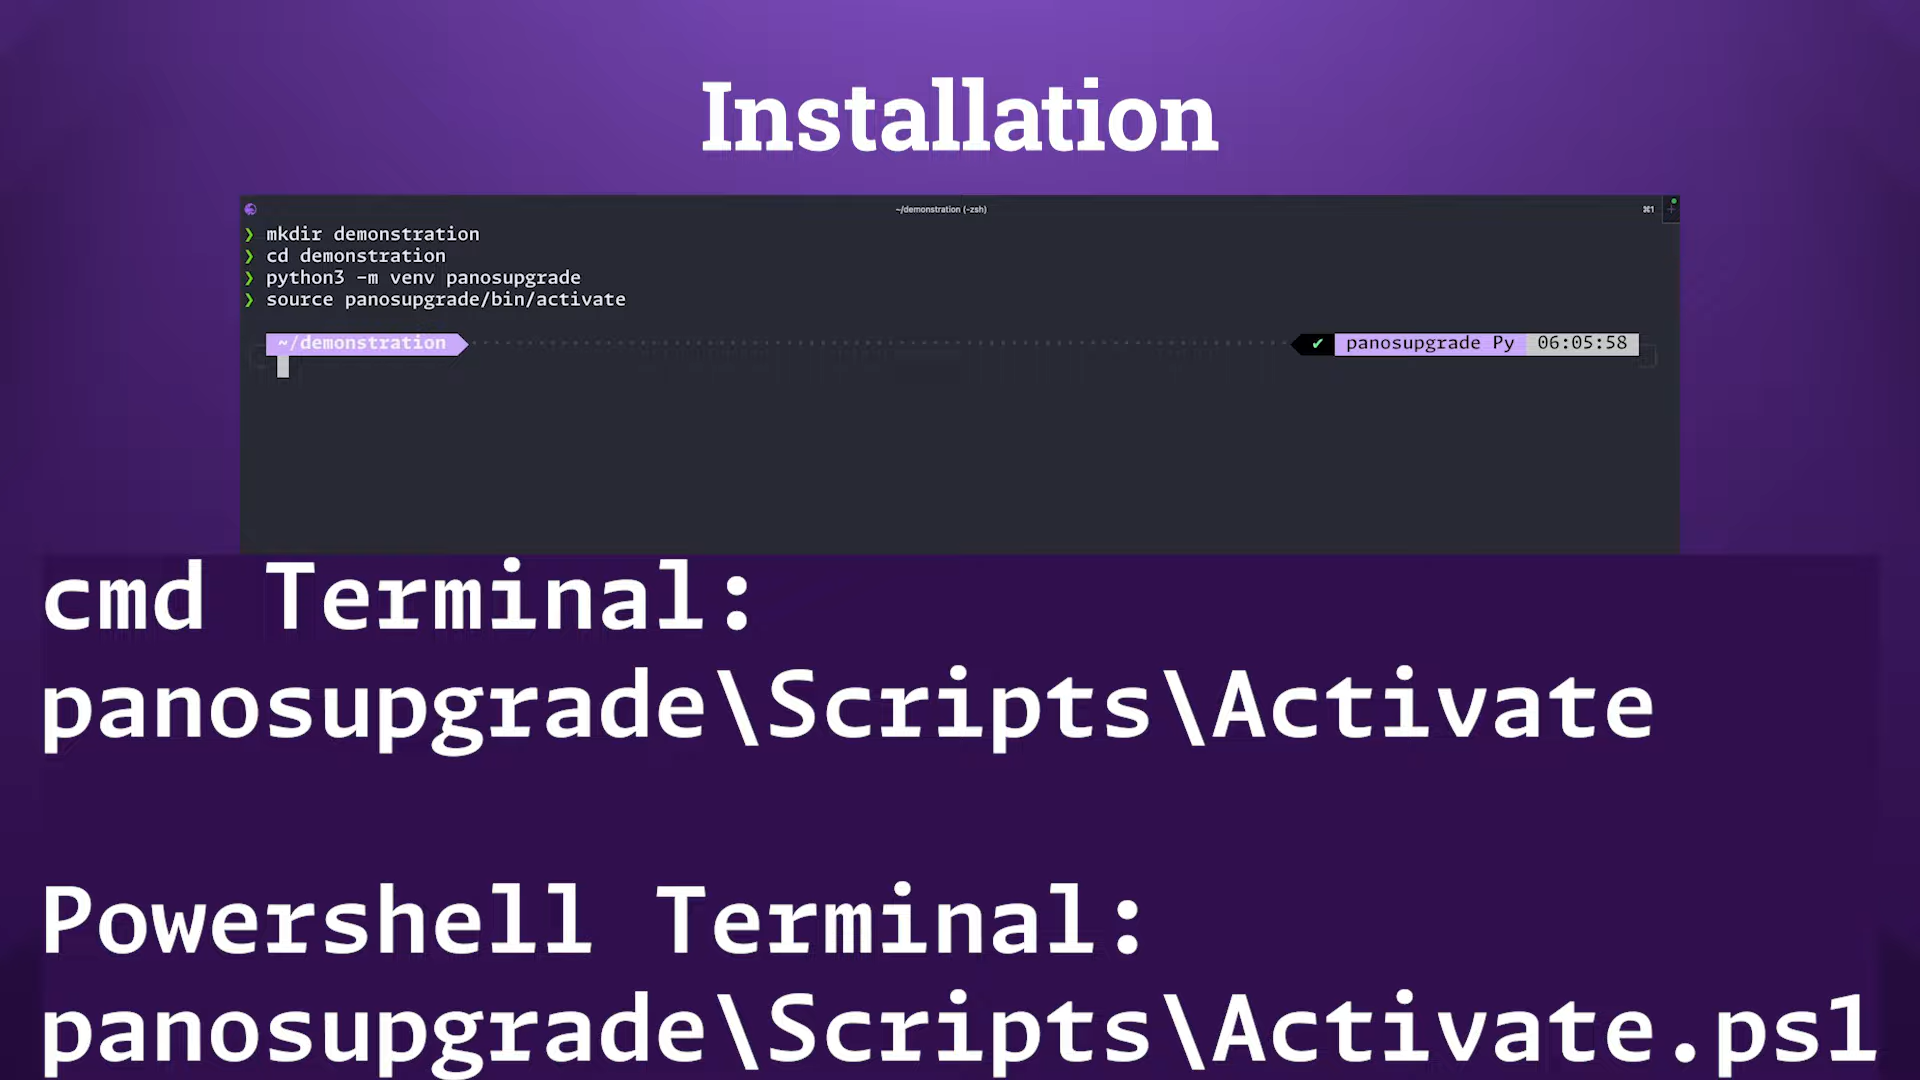 Installation
~/demonstration (-zsh)
⌘1
❯ mkdir demonstration
❯ cd demonstration
❯ python3 -m venv panosupgrade
❯ source panosupgrade/bin/activate
~/demonstration ✔ panosupgrade Py 06:05:58
cmd Terminal:
panosupgrade\Scripts\Activate
Powershell Terminal:
panosupgrade\Scripts\Activate.ps1